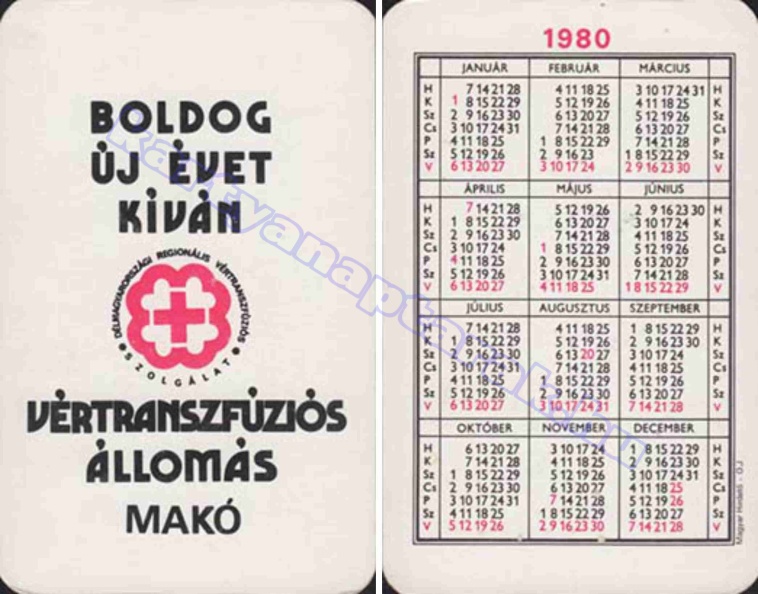 BOLDOG
ÚJ ÉVET
KÍVÁN
DÉLMAGYARORSZÁGI REGIONÁLIS VÉRTRANSZFÚZIÓS
• SZOLGÁLAT •
VÉRTRANSZFÚZIÓS
ÁLLOMÁS
MAKÓ
1980
JANUÁR FEBRUÁR MÁRCIUS
H 7 14 21 28 4 11 18 25 3 10 17 24 31 H
K 1 8 15 22 29 5 12 19 26 4 11 18 25 K
Sz 2 9 16 23 30 6 13 20 27 5 12 19 26 Sz
Cs 3 10 17 24 31 7 14 21 28 6 13 20 27 Cs
P 4 11 18 25 1 8 15 22 29 7 14 21 28 P
Sz 5 12 19 26 2 9 16 23 1 8 15 22 29 Sz
V 6 13 20 27 3 10 17 24 2 9 16 23 30 V
ÁPRILIS MÁJUS JÚNIUS
H 7 14 21 28 5 12 19 26 2 9 16 23 30 H
K 1 8 15 22 29 6 13 20 27 3 10 17 24 K
Sz 2 9 16 23 30 7 14 21 28 4 11 18 25 Sz
Cs 3 10 17 24 1 8 15 22 29 5 12 19 26 Cs
P 4 11 18 25 2 9 16 23 30 6 13 20 27 P
Sz 5 12 19 26 3 10 17 24 31 7 14 21 28 Sz
V 6 13 20 27 4 11 18 25 1 8 15 22 29 V
JÚLIUS AUGUSZTUS SZEPTEMBER
H 7 14 21 28 4 11 18 25 1 8 15 22 29 H
K 1 8 15 22 29 5 12 19 26 2 9 16 23 30 K
Sz 2 9 16 23 30 6 13 20 27 3 10 17 24 Sz
Cs 3 10 17 24 31 7 14 21 28 4 11 18 25 Cs
P 4 11 18 25 1 8 15 22 29 5 12 19 26 P
Sz 5 12 19 26 2 9 16 23 30 6 13 20 27 Sz
V 6 13 20 27 3 10 17 24 31 7 14 21 28 V
OKTÓBER NOVEMBER DECEMBER
H 6 13 20 27 3 10 17 24 1 8 15 22 29 H
K 7 14 21 28 4 11 18 25 2 9 16 23 30 K
Sz 1 8 15 22 29 5 12 19 26 3 10 17 24 31 Sz
Cs 2 9 16 23 30 6 13 20 27 4 11 18 25 Cs
P 3 10 17 24 31 7 14 21 28 5 12 19 26 P
Sz 4 11 18 25 1 8 15 22 29 6 13 20 27 Sz
V 5 12 19 26 2 9 16 23 30 7 14 21 28 V
Magyar Hirdető
kartyanaptarak.hu